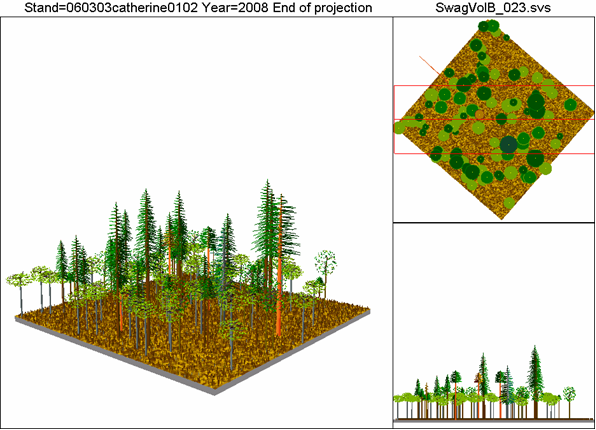 Stand=060303catherine0102 Year=2008 End of projection
SwagVolB_023.svs